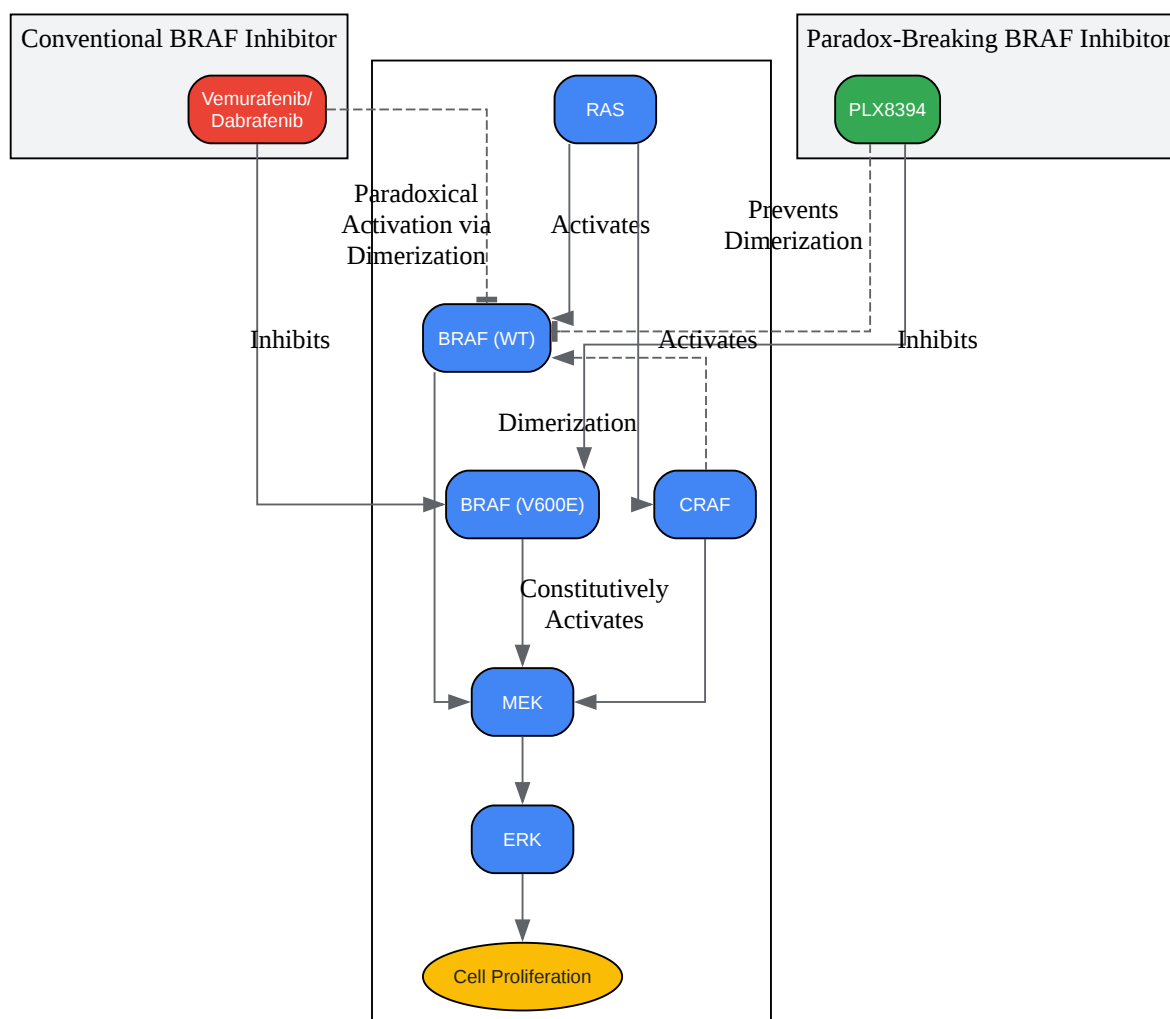 Conventional BRAF Inhibitor
Paradox-Breaking BRAF Inhibitor
Vemurafenib/
Dabrafenib
RAS
PLX8394
Paradoxical
Activation via
Dimerization
Activates
Prevents
Dimerization
BRAF (WT)
Inhibits
Activates
Inhibits
Dimerization
BRAF (V600E)
CRAF
Constitutively
Activates
MEK
ERK
Cell Proliferation